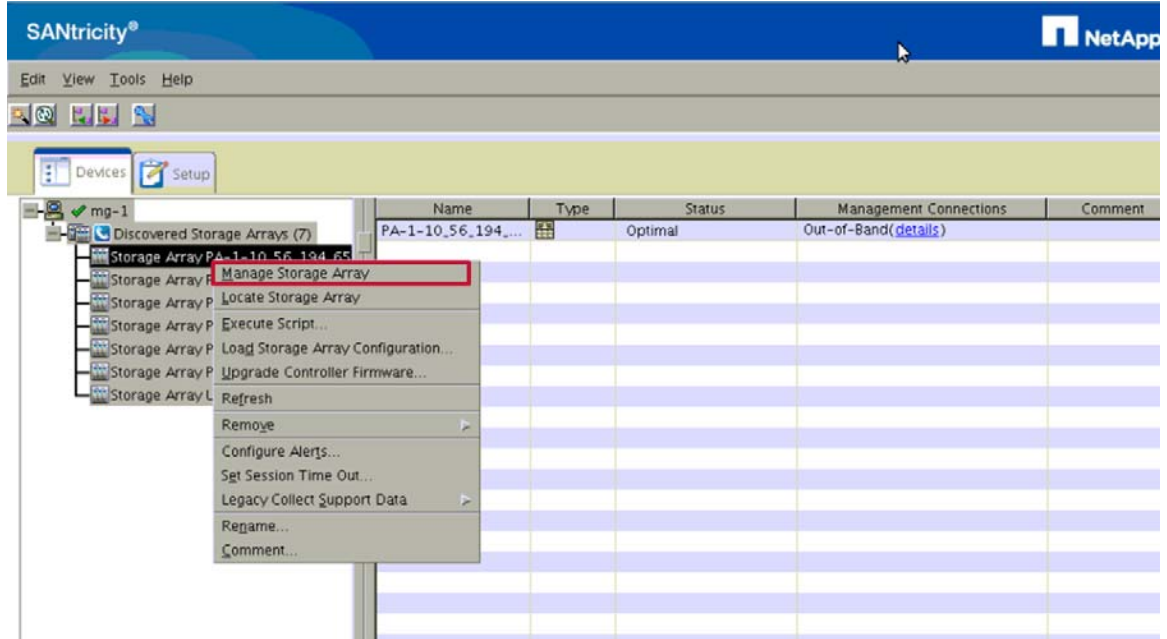 SANtricity®
NetApp
Edit View Tools Help
Devices Setup
mg-1
Discovered Storage Arrays (7)
Name Type Status Management Connections Comment
PA-1-10_56_194_... Optimal Out-of-Band(details)
Storage Array PA-1-10_56_194_65
Storage Array P
Storage Array P
Storage Array P
Storage Array P
Storage Array P
Storage Array U
Manage Storage Array
Locate Storage Array
Execute Script...
Load Storage Array Configuration...
Upgrade Controller Firmware...
Refresh
Remove
Configure Alerts...
Set Session Time Out...
Legacy Collect Support Data
Rename...
Comment...